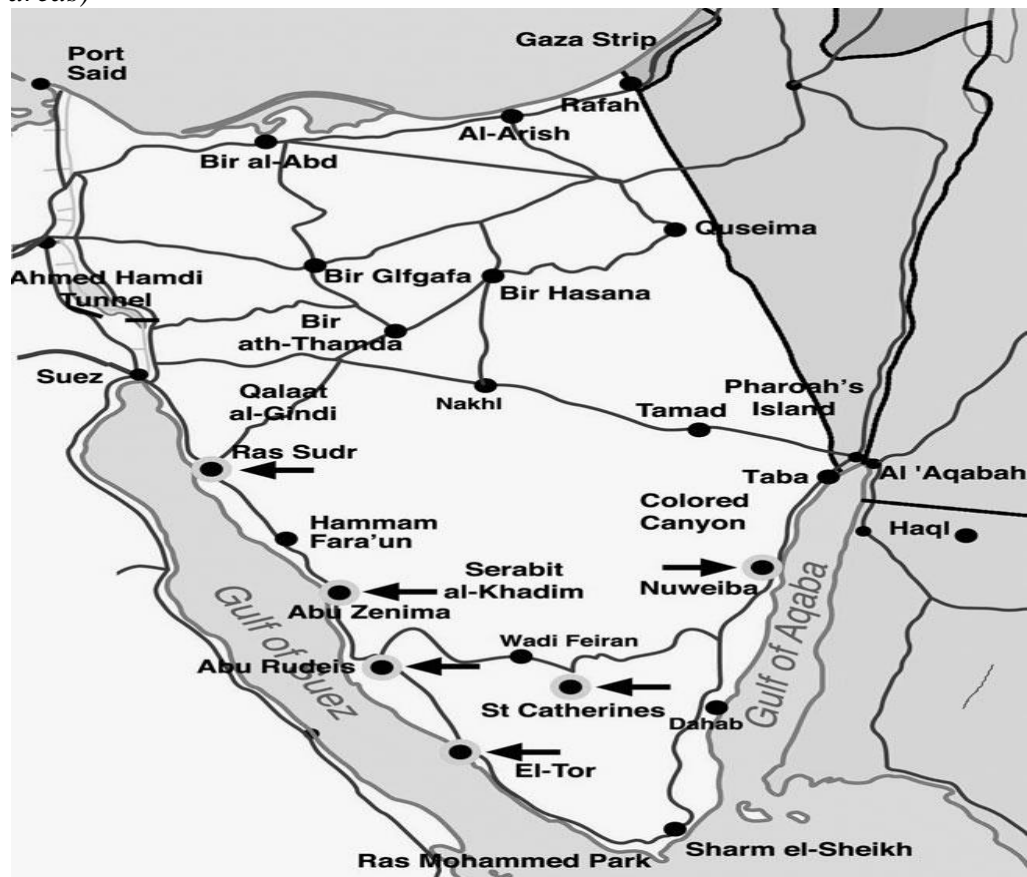 areas)
Gaza Strip
Port
Said
Rafah
Al-Arish
Bir al-Abd
Quseima
Ahmed Hamdi
Tunnel
Bir Glfgafa
Bir Hasana
Bir
ath-Thamda
Suez
Qalaat
al-Gindi
Nakhl
Tamad
Pharoah's
Island
Ras Sudr
Taba
Al 'Aqabah
Colored
Canyon
Haql
Hammam
Fara'un
Nuweiba
Serabit
al-Khadim
Abu Zenima
Gulf of Suez
Gulf of Aqaba
Wadi Feiran
Abu Rudeis
St Catherines
Dahab
El-Tor
Sharm el-Sheikh
Ras Mohammed Park